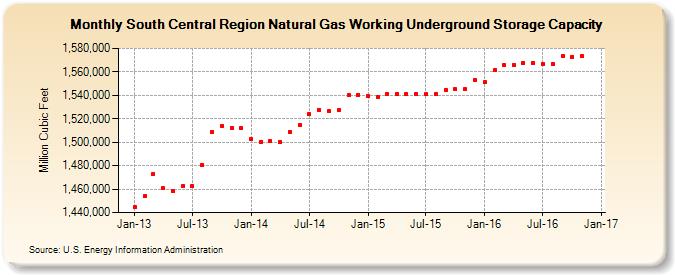 Monthly South Central Region Natural Gas Working Underground Storage Capacity
Million Cubic Feet
1,580,000
1,560,000
1,540,000
1,520,000
1,500,000
1,480,000
1,460,000
1,440,000
Jan-13 Jul-13 Jan-14 Jul-14 Jan-15 Jul-15 Jan-16 Jul-16 Jan-17
Source: U.S. Energy Information Administration